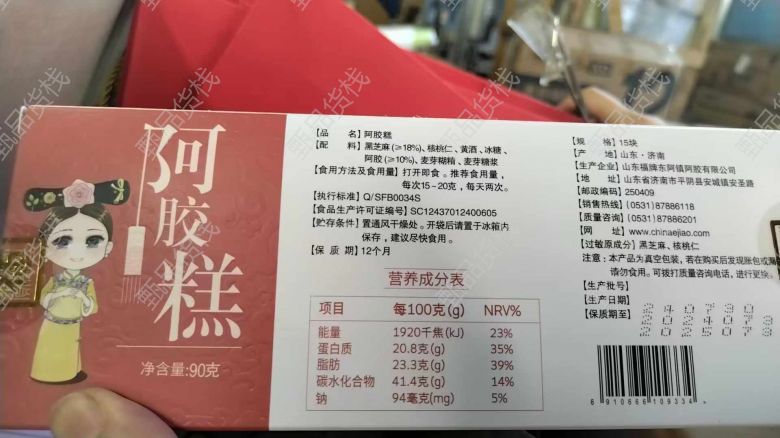 阿胶糕
净含量:90克
【品 名】阿胶糕
【配 料】黑芝麻(≥18%)、核桃仁、黄酒、冰糖、
阿胶(≥10%)、麦芽糊精、麦芽糖浆
【食用方法及食用量】打开即食。推荐食用量，
每次15-20克，每天两次。
【执行标准】Q/SFB0034S
【食品生产许可证编号】SC12437012400605
【贮存条件】置通风干燥处。开袋后请置于冰箱内
保存，建议尽快食用。
【保 质 期】12个月
营养成分表
项目 每100克(g) NRV%
能量 1920千焦(kJ) 23%
蛋白质 20.8克(g) 35%
脂肪 23.3克(g) 39%
碳水化合物 41.4克(g) 14%
钠 94毫克(mg) 5%
【规 格】15块
【产 地】山东·济南
【生产企业】山东福牌东阿镇阿胶有限公司
【地 址】山东省济南市平阴县安城镇安圣路
【邮政编码】250409
【销售热线】(0531)87886118
【质量咨询】(0531)87886201
【网 址】www.chinaejiao.com
【过敏原成分】黑芝麻、核桃仁
注意：本产品为真空包装，若在购买后发现胀包或漏
请勿食用。可拨打质量咨询电话，进行更换。
【生产批号】
【生产日期】
【保质期至】
6910666109334
甄品货栈